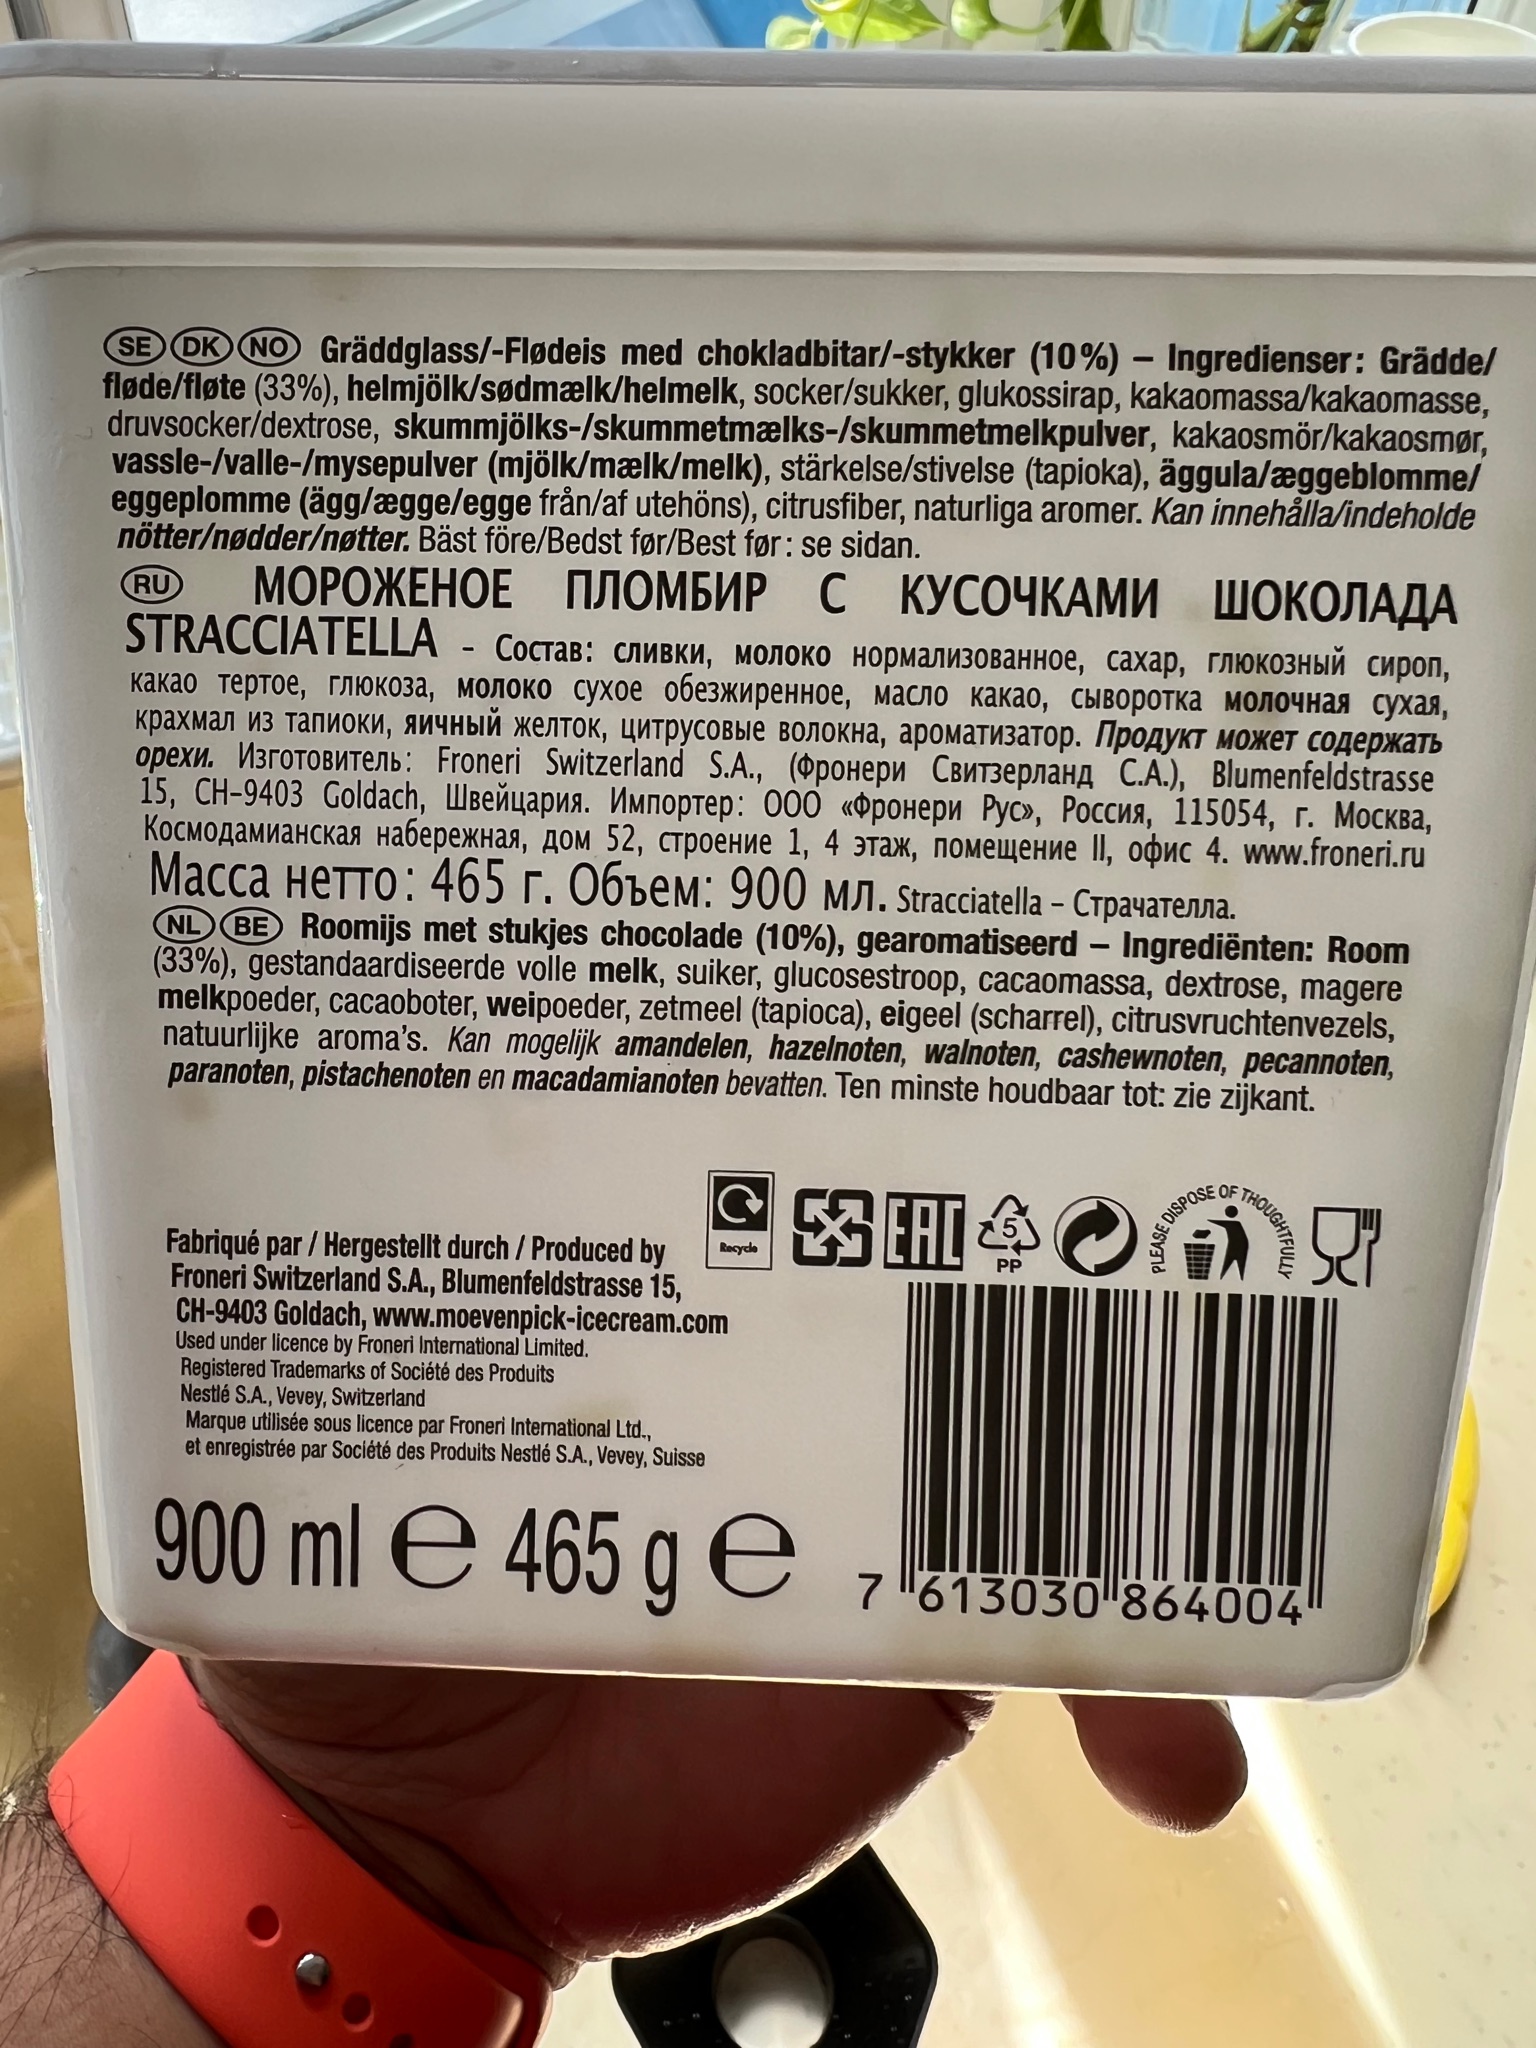 SE DK NO Gräddglass/-Flødeis med chokladbitar/-stykker (10%) – Ingredienser: Grädde/
fløde/fløte (33%), helmjölk/sødmælk/helmelk, socker/sukker, glukossirap, kakaomassa/kakaomasse,
druvsocker/dextrose, skummjölks-/skummetmælks-/skummetmelkpulver, kakaosmör/kakaosmør,
vassle-/valle-/mysepulver (mjölk/mælk/melk), stärkelse/stivelse (tapioka), äggula/æggeblomme/
eggeplomme (ägg/ægge/egge från/af utehöns), citrusfiber, naturliga aromer. Kan innehålla/indeholde
nötter/nødder/nøtter. Bäst före/Bedst før/Best før: se sidan.
RU МОРОЖЕНОЕ ПЛОМБИР С КУСОЧКАМИ ШОКОЛАДА
STRACCIATELLA - Состав: сливки, молоко нормализованное, сахар, глюкозный сироп,
какао тертое, глюкоза, молоко сухое обезжиренное, масло какао, сыворотка молочная сухая,
крахмал из тапиоки, яичный желток, цитрусовые волокна, ароматизатор. Продукт может содержать
орехи. Изготовитель: Froneri Switzerland S.A., (Фронери Свитзерланд С.А.), Blumenfeldstrasse
15, CH-9403 Goldach, Швейцария. Импортер: ООО «Фронери Рус», Россия, 115054, г. Москва,
Космодамианская набережная, дом 52, строение 1, 4 этаж, помещение II, офис 4. www.froneri.ru
Масса нетто: 465 г. Объем: 900 мл. Stracciatella – Страчателла.
NL BE Roomijs met stukjes chocolade (10%), gearomatiseerd – Ingrediënten: Room
(33%), gestandaardiseerde volle melk, suiker, glucosestroop, cacaomassa, dextrose, magere
melkpoeder, cacaoboter, weipoeder, zetmeel (tapioca), eigeel (scharrel), citrusvruchtenvezels,
natuurlijke aroma's. Kan mogelijk amandelen, hazelnoten, walnoten, cashewnoten, pecannoten,
paranoten, pistachenoten en macadamianoten bevatten. Ten minste houdbaar tot: zie zijkant.
Recycle
EAC
5
PP
PLEASE DISPOSE OF THOUGHTFULLY
Fabriqué par / Hergestellt durch / Produced by
Froneri Switzerland S.A., Blumenfeldstrasse 15,
CH-9403 Goldach, www.moevenpick-icecream.com
Used under licence by Froneri International Limited.
Registered Trademarks of Société des Produits
Nestlé S.A., Vevey, Switzerland
Marque utilisée sous licence par Froneri International Ltd.,
et enregistrée par Société des Produits Nestlé S.A., Vevey, Suisse
900 ml e 465 g e
7 613030 864004